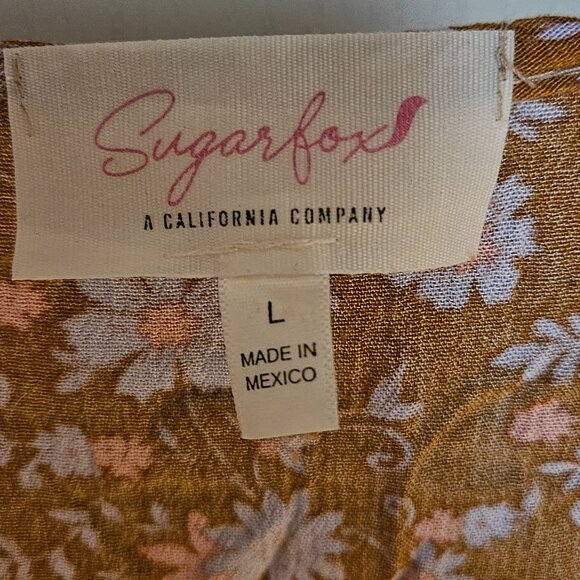 Sugarfox
A CALIFORNIA COMPANY
L
MADE IN
MEXICO